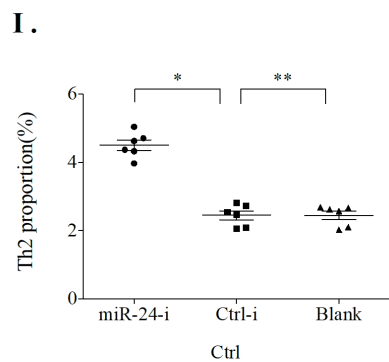 I .
* **
6
4
2
0
Th2 proportion(%)
miR-24-i Ctrl-i Blank
Ctrl